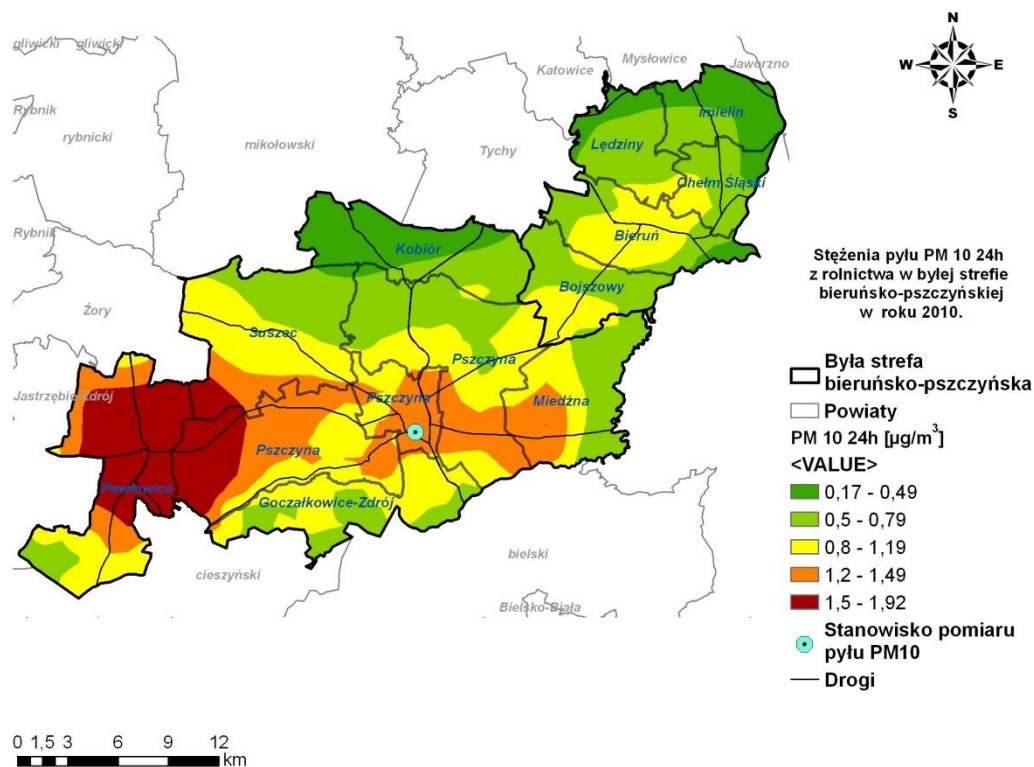 N
W
E
S
gliwicki
gliwicki
Mysłowice
Katowice
Jaworzno
Rybnik
rybnicki
mikołowski
Tychy
Imielin
Lędziny
Chełm Śląski
Rybnik
Kobiór
Bieruń
Bojszowy
Żory
Suszec
Pszczyna
Jastrzębie-Zdrój
Pszczyna
Miedźna
Pszczyna
Pawłowice
Goczałkowice-Zdrój
cieszyński
bielski
Bielsko-Biała
Stężenia pyłu PM 10 24h
z rolnictwa w byłej strefie
bieruńsko-pszczyńskiej
w roku 2010.
Była strefa
bieruńsko-pszczyńska
Powiaty
PM 10 24h [µg/m³]
<VALUE>
0,17 - 0,49
0,5 - 0,79
0,8 - 1,19
1,2 - 1,49
1,5 - 1,92
Stanowisko pomiaru
pyłu PM10
Drogi
0 1,5 3 6 9 12
km